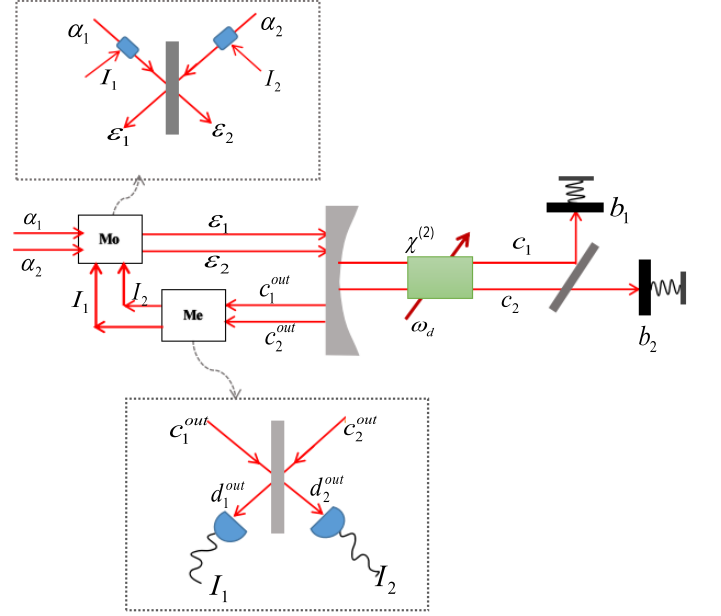 α₁
α₂
I₁
I₂
ε₁
ε₂
α₁
α₂
Mo
ε₁
ε₂
I₁
I₂
Me
c₁ᵒᵘᵗ
c₂ᵒᵘᵗ
χ⁽²⁾
ω_d
c₁
c₂
b₁
b₂
c₁ᵒᵘᵗ
c₂ᵒᵘᵗ
d₁ᵒᵘᵗ
d₂ᵒᵘᵗ
I₁
I₂